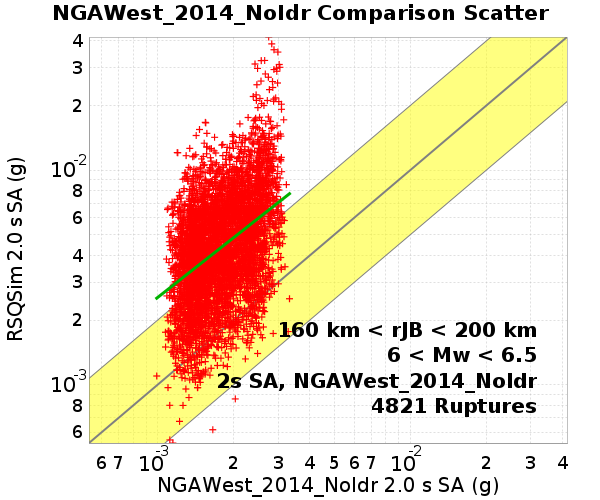 NGAWest_2014_NoIdr Comparison Scatter
RSQSim 2.0 s SA (g)
4
3
2
10-2
8
6
4
3
2
10-3
8
6
160 km < rJB < 200 km
6 < Mw < 6.5
2s SA, NGAWest_2014_NoIdr
4821 Ruptures
6 7 10-3 2 3 4 5 6 7 10-2 2 3 4
NGAWest_2014_NoIdr 2.0 s SA (g)